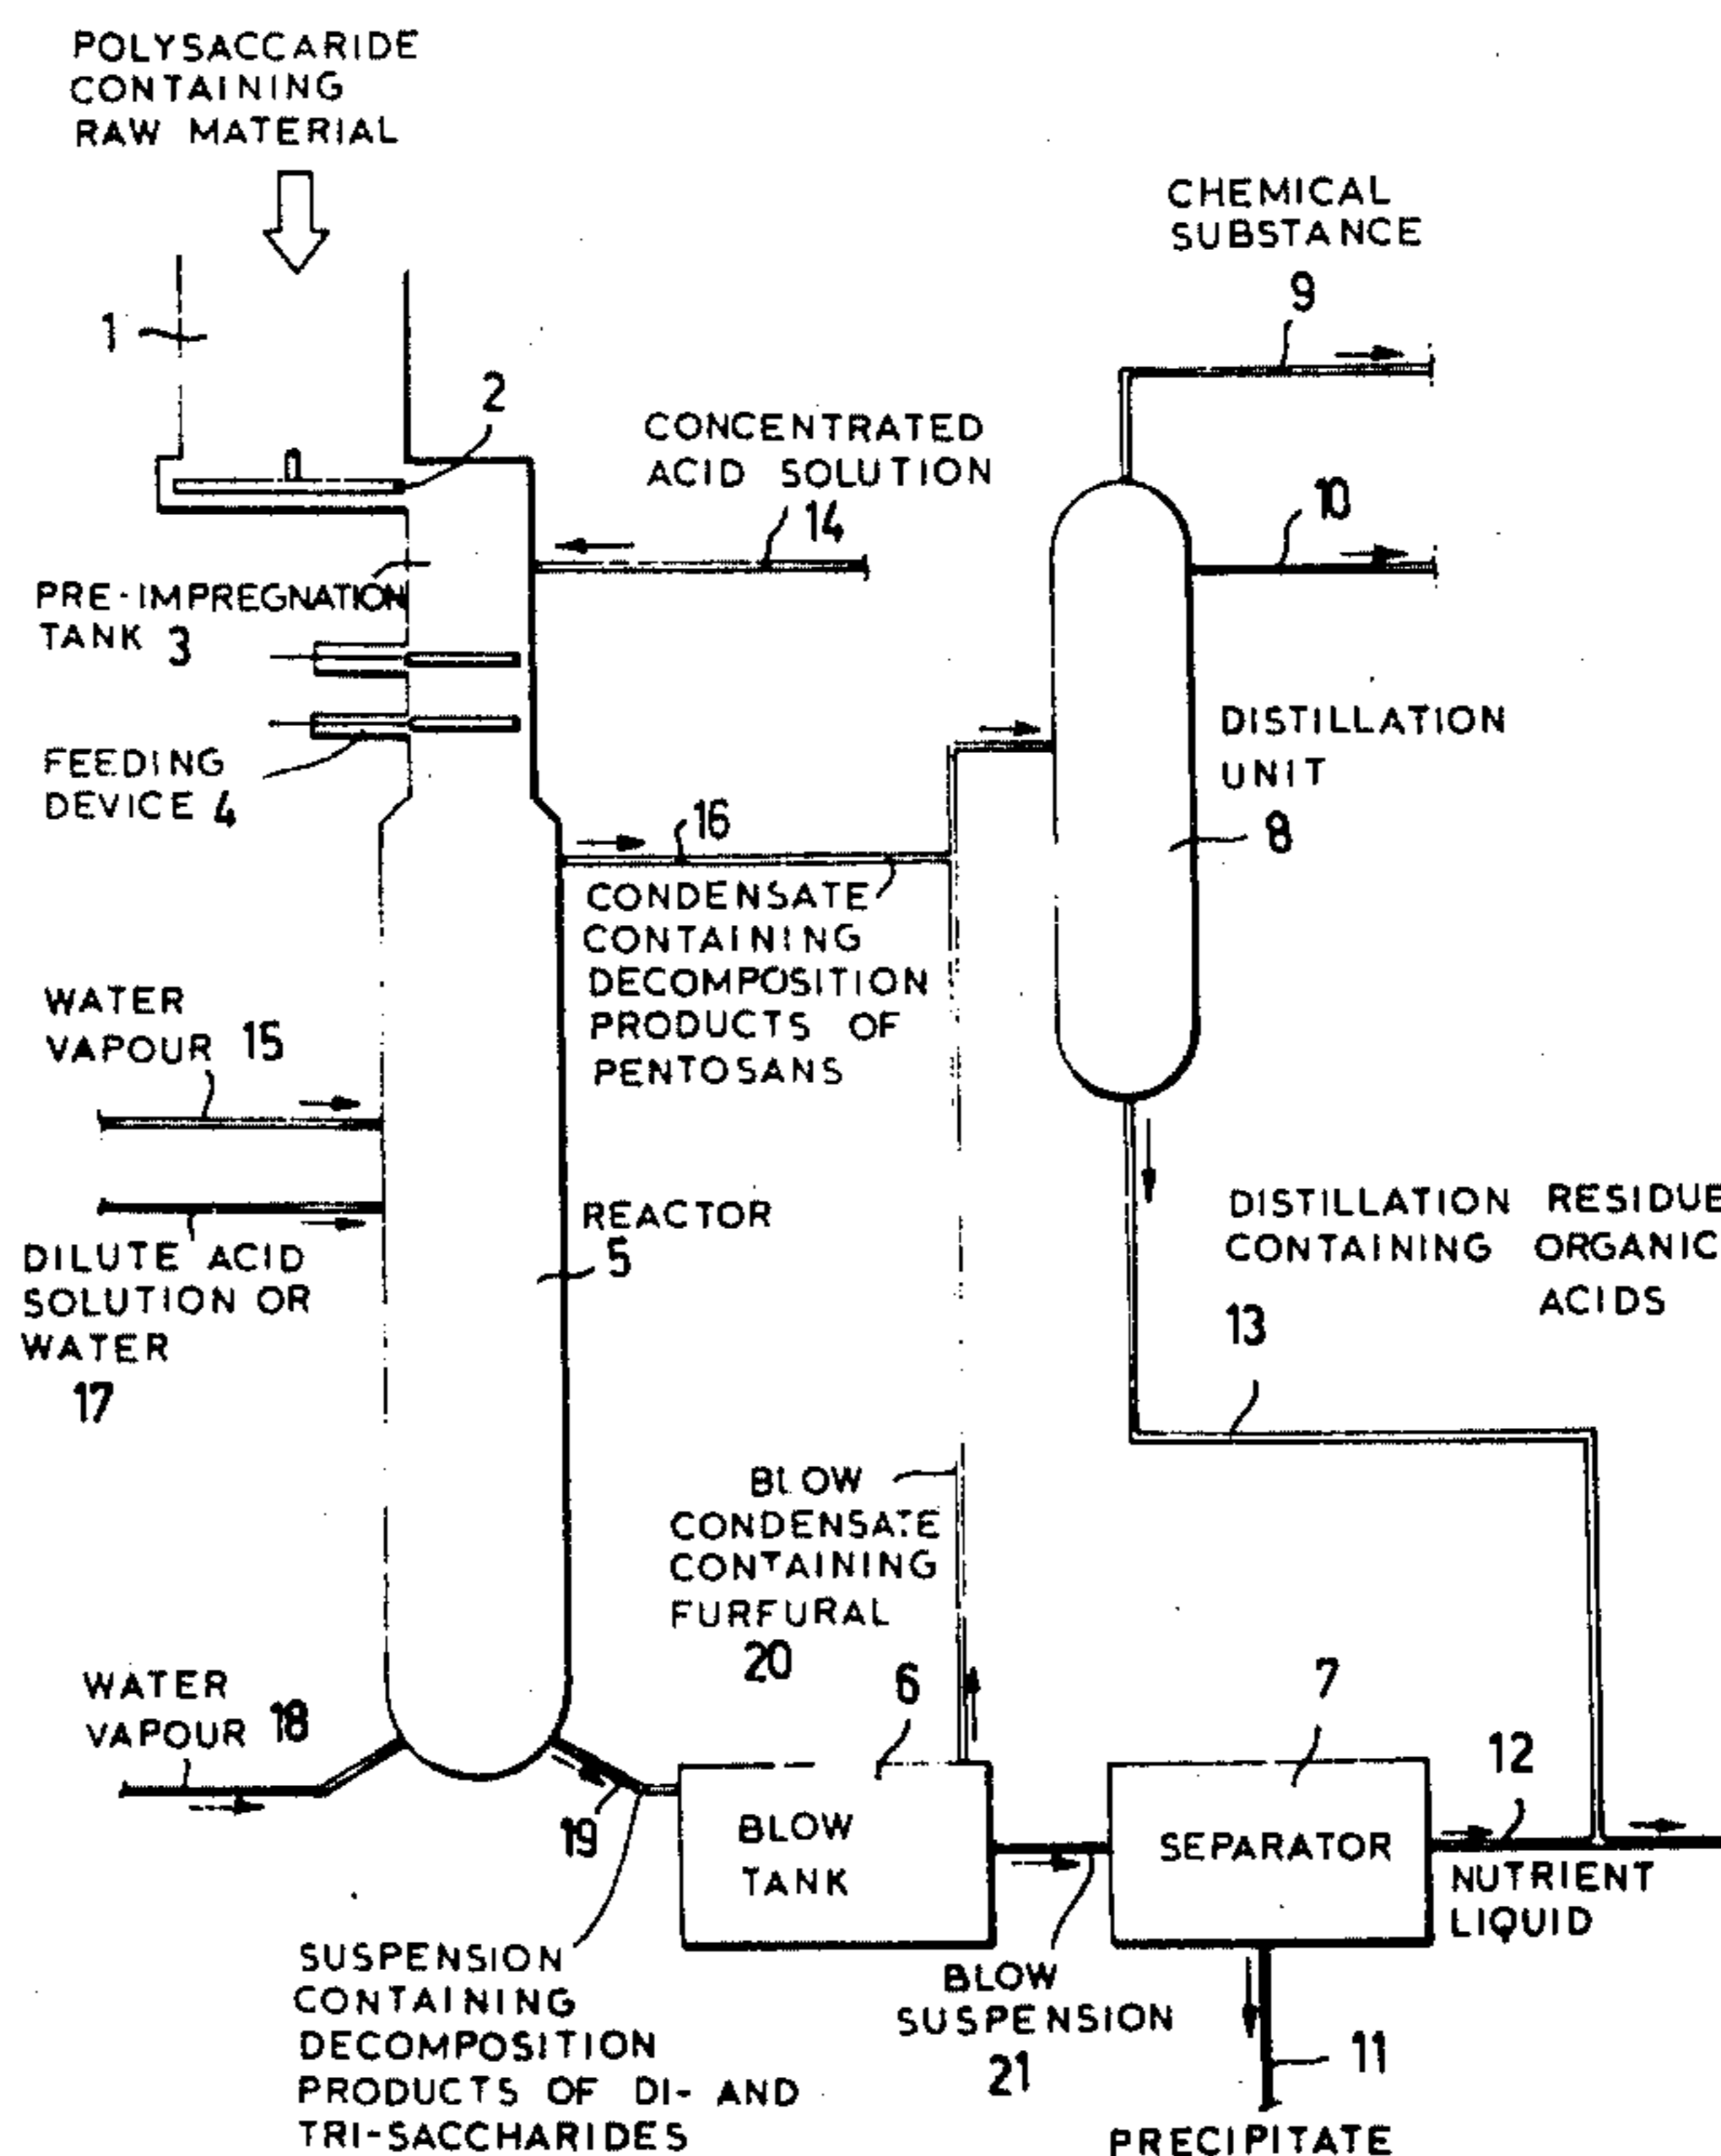 POLYSACCARIDE
CONTAINING
RAW MATERIAL
CHEMICAL
SUBSTANCE
9
1
2
CONCENTRATED
ACID SOLUTION
14
10
PRE-IMPREGNATION
TANK 3
FEEDING
DEVICE 4
DISTILLATION
UNIT
8
16
CONDENSATE
CONTAINING
DECOMPOSITION
PRODUCTS OF
PENTOSANS
WATER
VAPOUR 15
REACTOR
5
DILUTE ACID
SOLUTION OR
WATER
17
DISTILLATION RESIDUE
CONTAINING ORGANIC
ACIDS
13
BLOW
CONDENSATE
CONTAINING
FURFURAL
20
WATER
VAPOUR 18
6
7
12
19
BLOW
TANK
SEPARATOR
NUTRIENT
LIQUID
SUSPENSION
CONTAINING
DECOMPOSITION
PRODUCTS OF DI- AND
TRI-SACCHARIDES
BLOW
SUSPENSION
21
11
PRECIPITATE